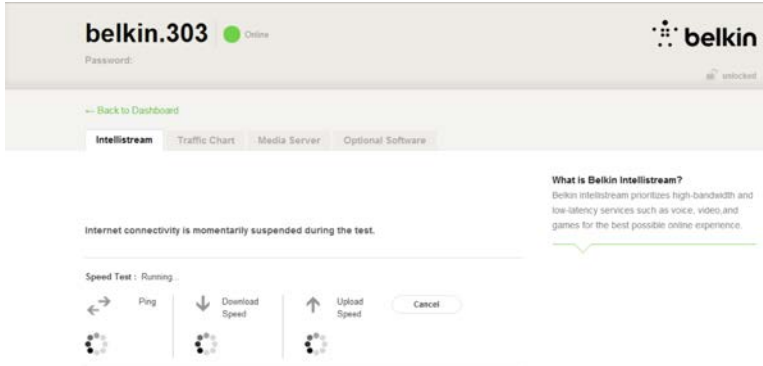 belkin.303 Online
belkin
Password:
unlocked
← Back to Dashboard
Intellistream Traffic Chart Media Server Optional Software
What is Belkin Intellistream?
Belkin intellistream prioritizes high-bandwidth and
low-latency services such as voice, video,and
games for the best possible online experience.
Internet connectivity is momentarily suspended during the test.
Speed Test : Running...
Ping
Download
Speed
Upload
Speed
Cancel